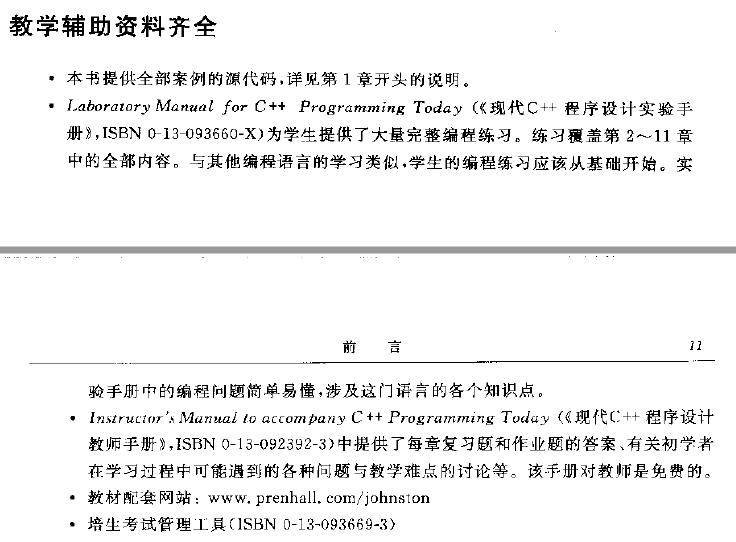 教学辅助资料齐全
• 本书提供全部案例的源代码,详见第 1 章开头的说明。
• Laboratory Manual for C++ Programming Today (《现代C++ 程序设计实验手
册》,ISBN 0-13-093660-X)为学生提供了大量完整编程练习。练习覆盖第 2～11 章
中的全部内容。与其他编程语言的学习类似,学生的编程练习应该从基础开始。实
前 言 11
验手册中的编程问题简单易懂,涉及这门语言的各个知识点。
• Instructor's Manual to accompany C++ Programming Today (《现代C++ 程序设计
教师手册》,ISBN 0-13-092392-3)中提供了每章复习题和作业题的答案、有关初学者
在学习过程中可能遇到的各种问题与教学难点的讨论等。该手册对教师是免费的。
• 教材配套网站: www.prenhall.com/johnston
• 培生考试管理工具(ISBN 0-13-093669-3)